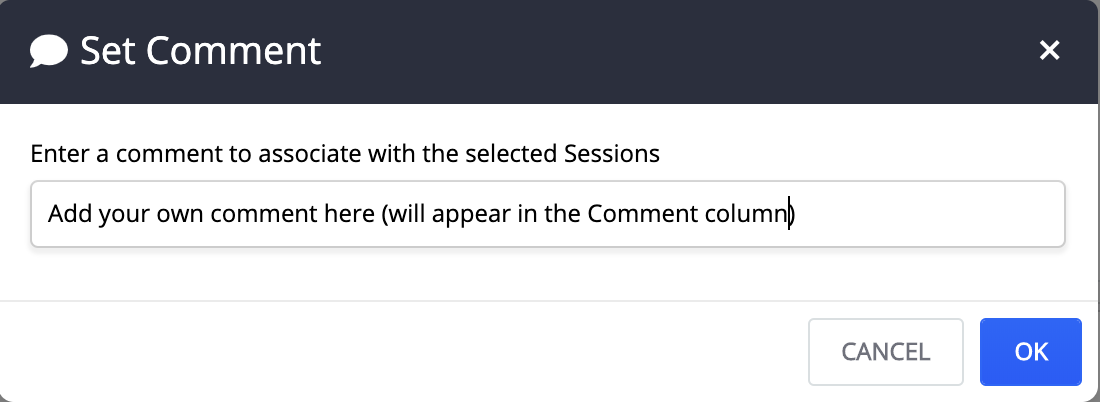 Set Comment
Enter a comment to associate with the selected Sessions
Add your own comment here (will appear in the Comment column)
CANCEL
OK